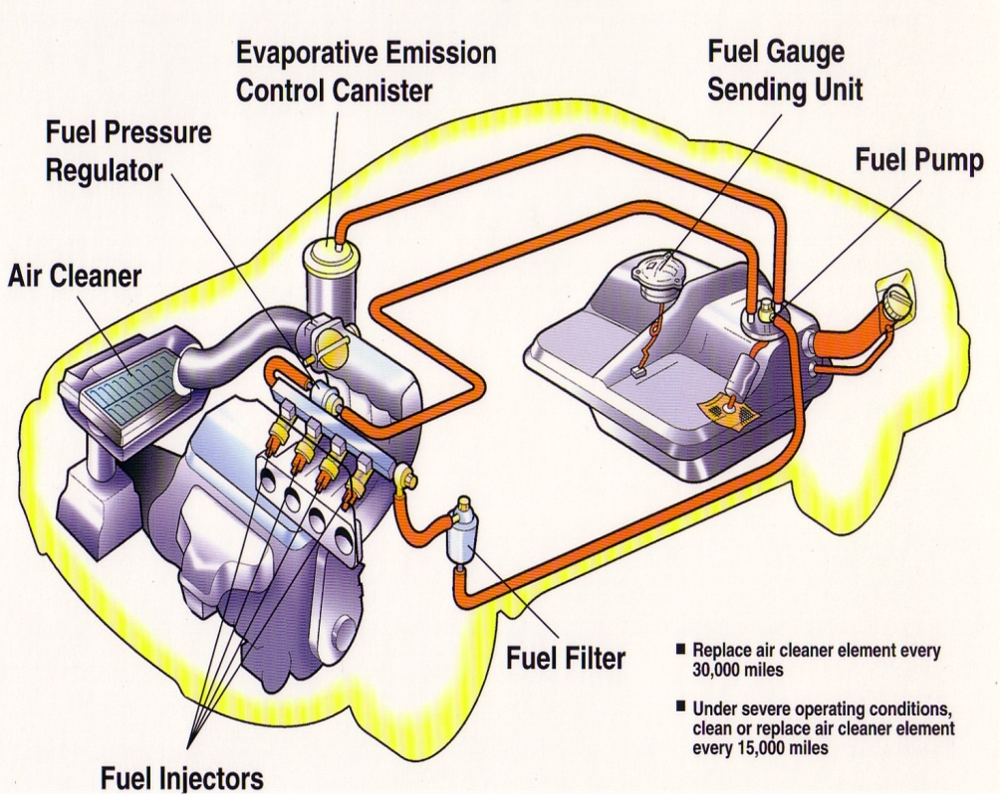 Evaporative Emission
Control Canister
Fuel Gauge
Sending Unit
Fuel Pressure
Regulator
Fuel Pump
Air Cleaner
Fuel Filter
■ Replace air cleaner element every
30,000 miles
■ Under severe operating conditions,
clean or replace air cleaner element
every 15,000 miles
Fuel Injectors